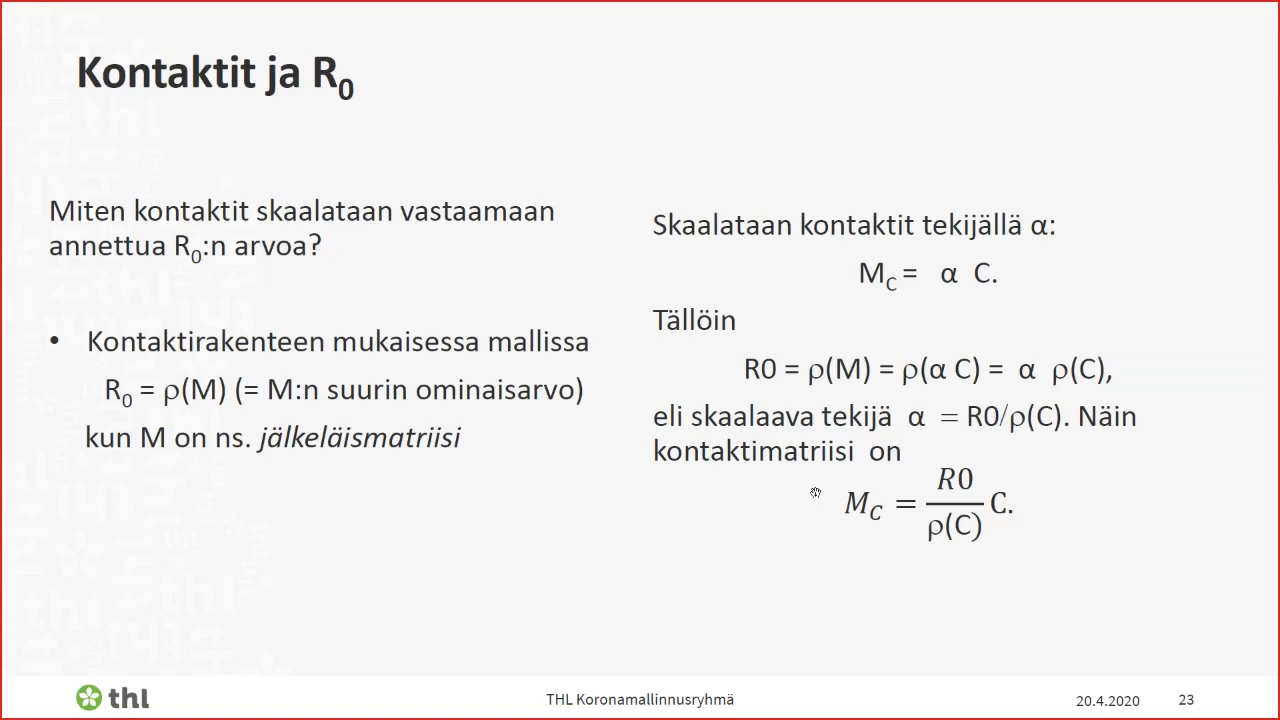 Kontaktit ja R₀
Miten kontaktit skaalataan vastaamaan
annettua R₀:n arvoa?
• Kontaktirakenteen mukaisessa mallissa
R₀ = ρ(M) (= M:n suurin ominaisarvo)
kun M on ns. jälkeläismatriisi
Skaalataan kontaktit tekijällä α:
M_C = α C.
Tällöin
R0 = ρ(M) = ρ(α C) = α ρ(C),
eli skaalaava tekijä α = R0/ρ(C). Näin
kontaktimatriisi on
M_C = R0/ρ(C) C.
thl
THL Koronamallinnusryhmä
20.4.2020
23